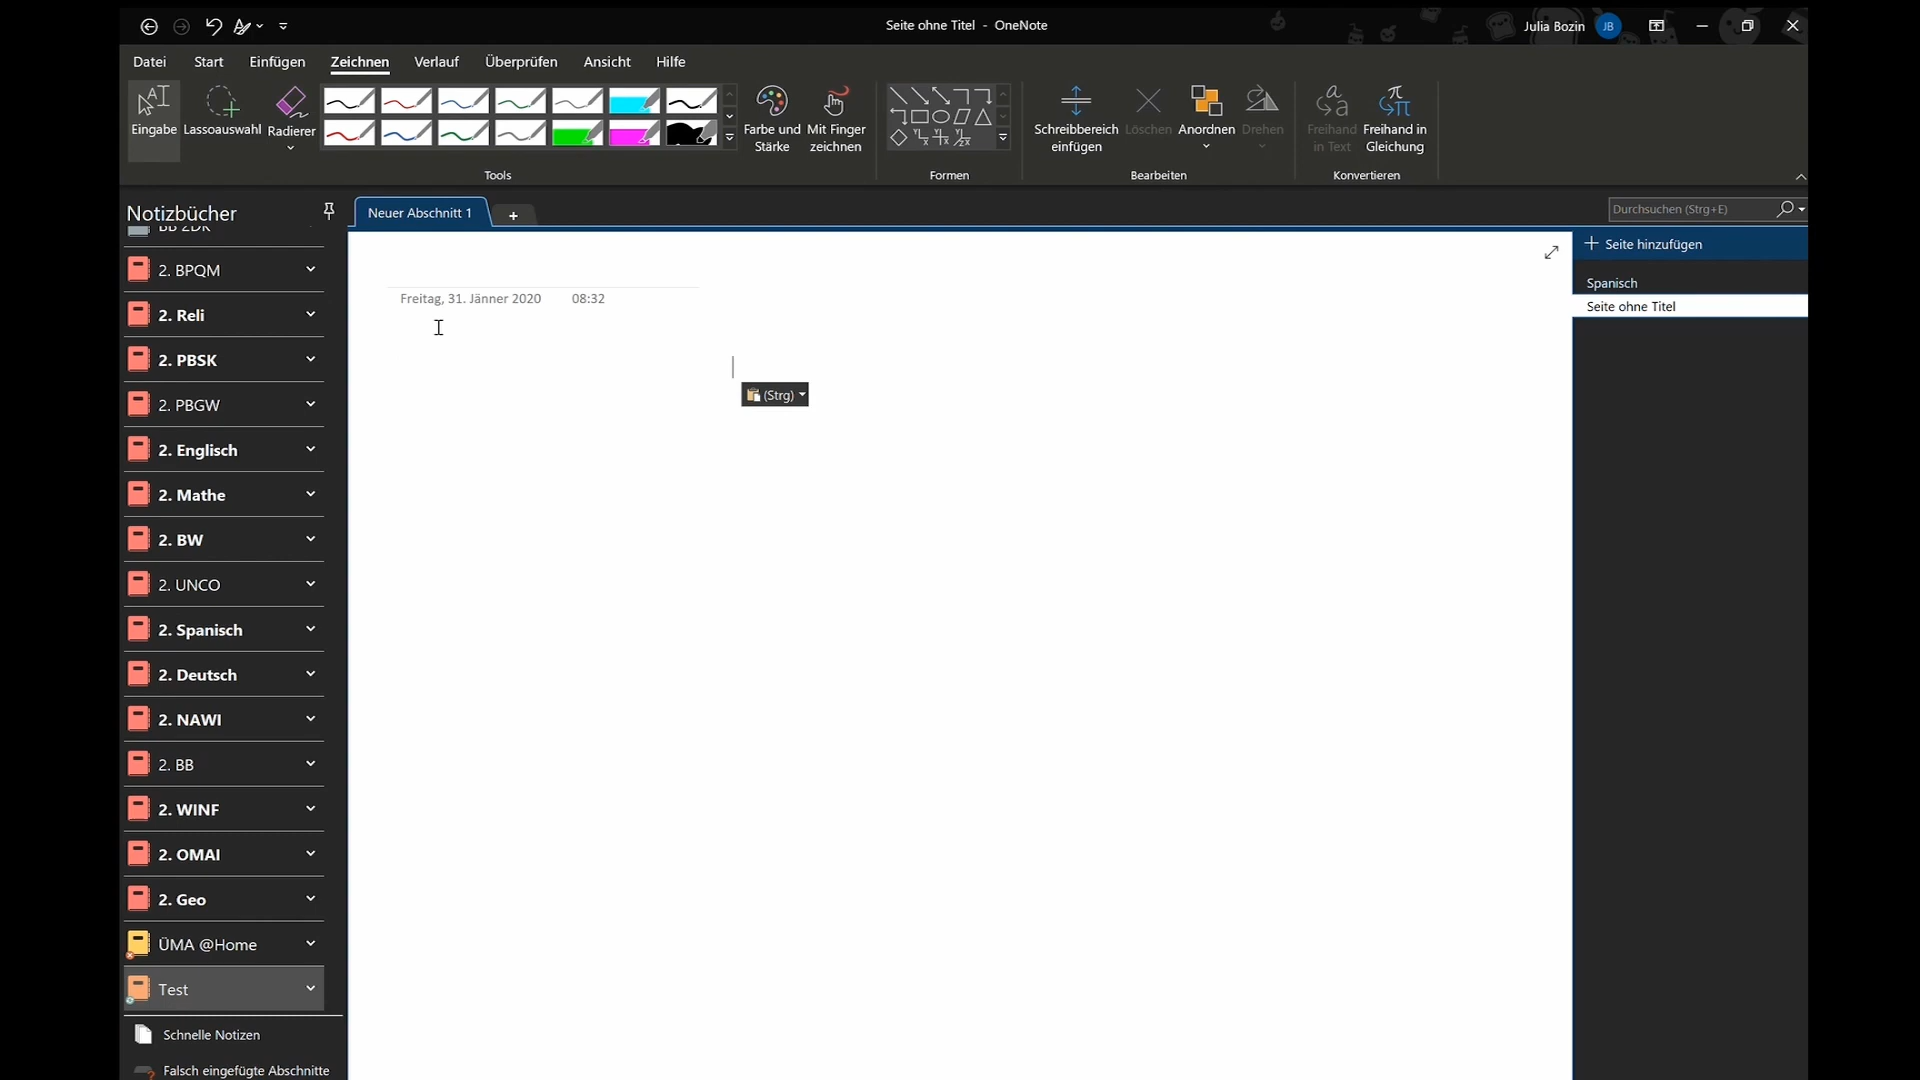 Seite ohne Titel - OneNote
Julia Bozin
JB
Datei
Start
Einfügen
Zeichnen
Verlauf
Überprüfen
Ansicht
Hilfe
Eingabe
Lassoauswahl
Radierer
Farbe und Stärke
Mit Finger zeichnen
Schreibbereich einfügen
Löschen
Anordnen
Drehen
Freihand in Text
Freihand in Gleichung
Tools
Formen
Bearbeiten
Konvertieren
Notizbücher
Neuer Abschnitt 1
Durchsuchen (Strg+E)
BB 2DK
2. BPQM
2. Reli
2. PBSK
2. PBGW
2. Englisch
2. Mathe
2. BW
2. UNCO
2. Spanisch
2. Deutsch
2. NAWI
2. BB
2. WINF
2. OMAI
2. Geo
ÜMA @Home
Test
Schnelle Notizen
Falsch eingefügte Abschnitte
Freitag, 31. Jänner 2020 08:32
(Strg)
Seite hinzufügen
Spanisch
Seite ohne Titel